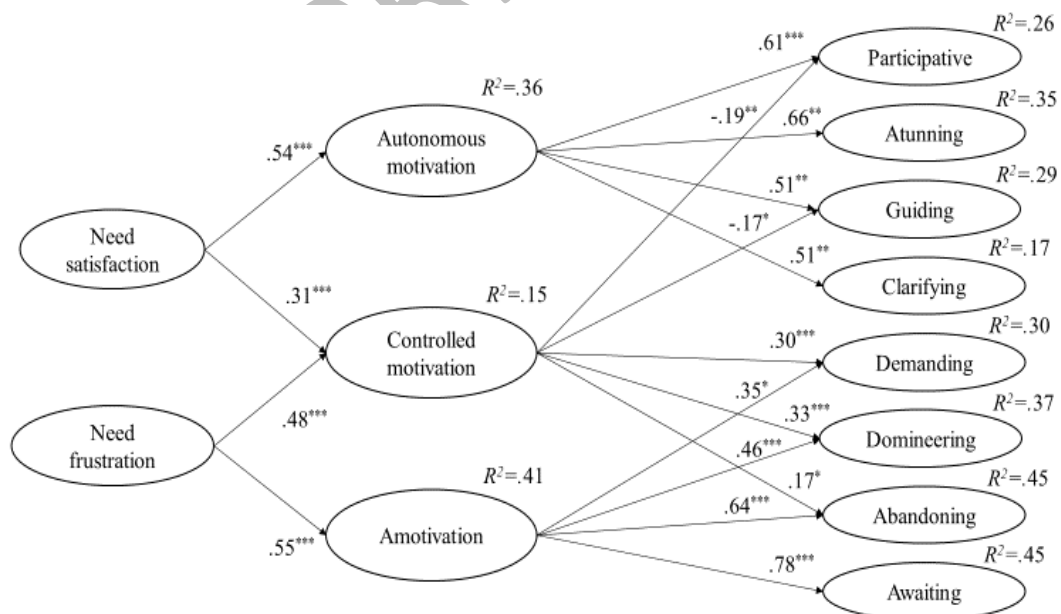 R²=.26
.61***
Participative
R²=.36
R²=.35
-.19**
.66**
Atunning
Autonomous
motivation
.54***
R²=.29
.51**
Guiding
Need
satisfaction
-.17*
R²=.17
.51**
Clarifying
.31***
R²=.15
R²=.30
Controlled
motivation
.30***
Demanding
.35*
R²=.37
.48***
.33***
Domineering
Need
frustration
.46***
R²=.41
.17*
R²=.45
.64***
Abandoning
Amotivation
.55***
R²=.45
.78***
Awaiting